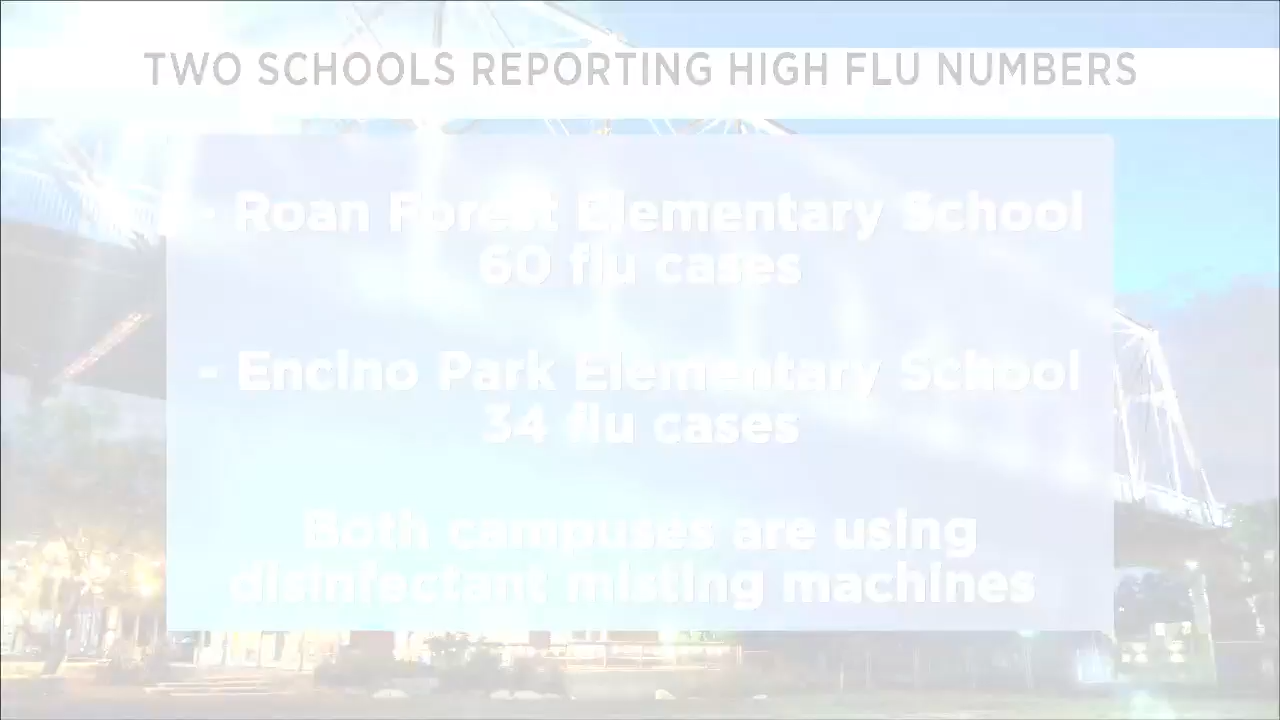 TWO SCHOOLS REPORTING HIGH FLU NUMBERS
- Roan Forest Elementary School
60 flu cases
- Encino Park Elementary School
34 flu cases
Both campuses are using
disinfectant misting machines